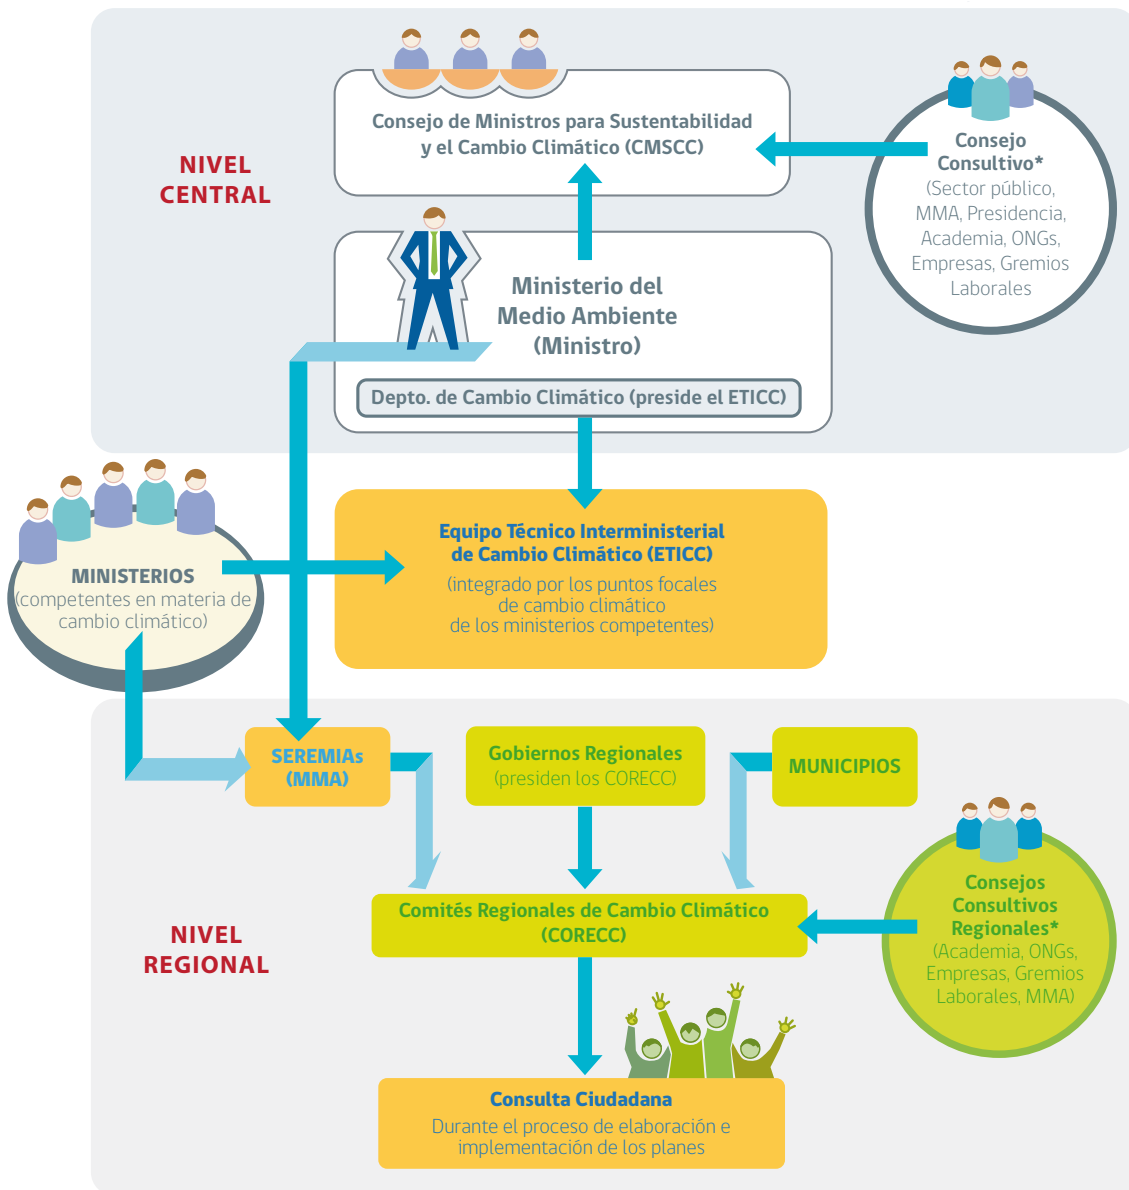 NIVEL
CENTRAL
Consejo de Ministros para Sustentabilidad
y el Cambio Climático (CMSCC)
Consejo
Consultivo*
(Sector público,
MMA, Presidencia,
Academia, ONGs,
Empresas, Gremios
Laborales
Ministerio del
Medio Ambiente
(Ministro)
Depto. de Cambio Climático (preside el ETICC)
MINISTERIOS
(competentes en materia de
cambio climático)
Equipo Técnico Interministerial
de Cambio Climático (ETICC)
(integrado por los puntos focales
de cambio climático
de los ministerios competentes)
NIVEL
REGIONAL
SEREMIAs
(MMA)
Gobiernos Regionales
(presiden los CORECC)
MUNICIPIOS
Comités Regionales de Cambio Climático
(CORECC)
Consejos
Consultivos
Regionales*
(Academia, ONGs,
Empresas, Gremios
Laborales, MMA)
Consulta Ciudadana
Durante el proceso de elaboración e
implementación de los planes